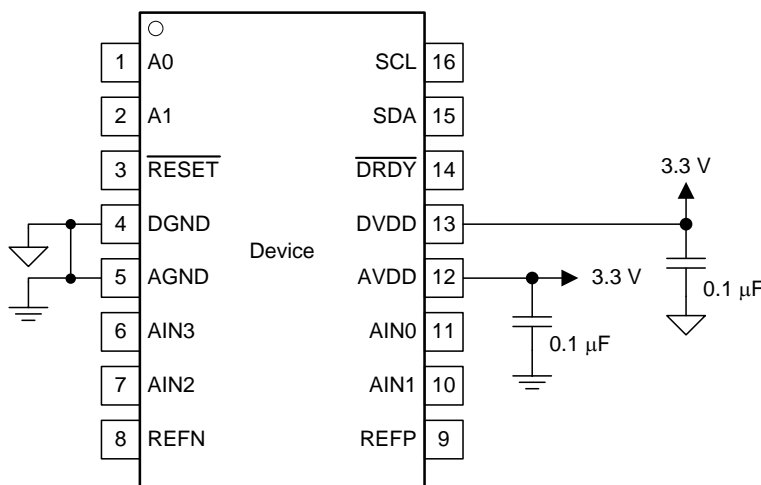 1 A0 SCL 16
2 A1 SDA 15
3 RESET DRDY 14
3.3 V
4 DGND DVDD 13
Device
5 AGND AVDD 12 3.3 V
0.1 μF
6 AIN3 AIN0 11
0.1 μF
7 AIN2 AIN1 10
8 REFN REFP 9